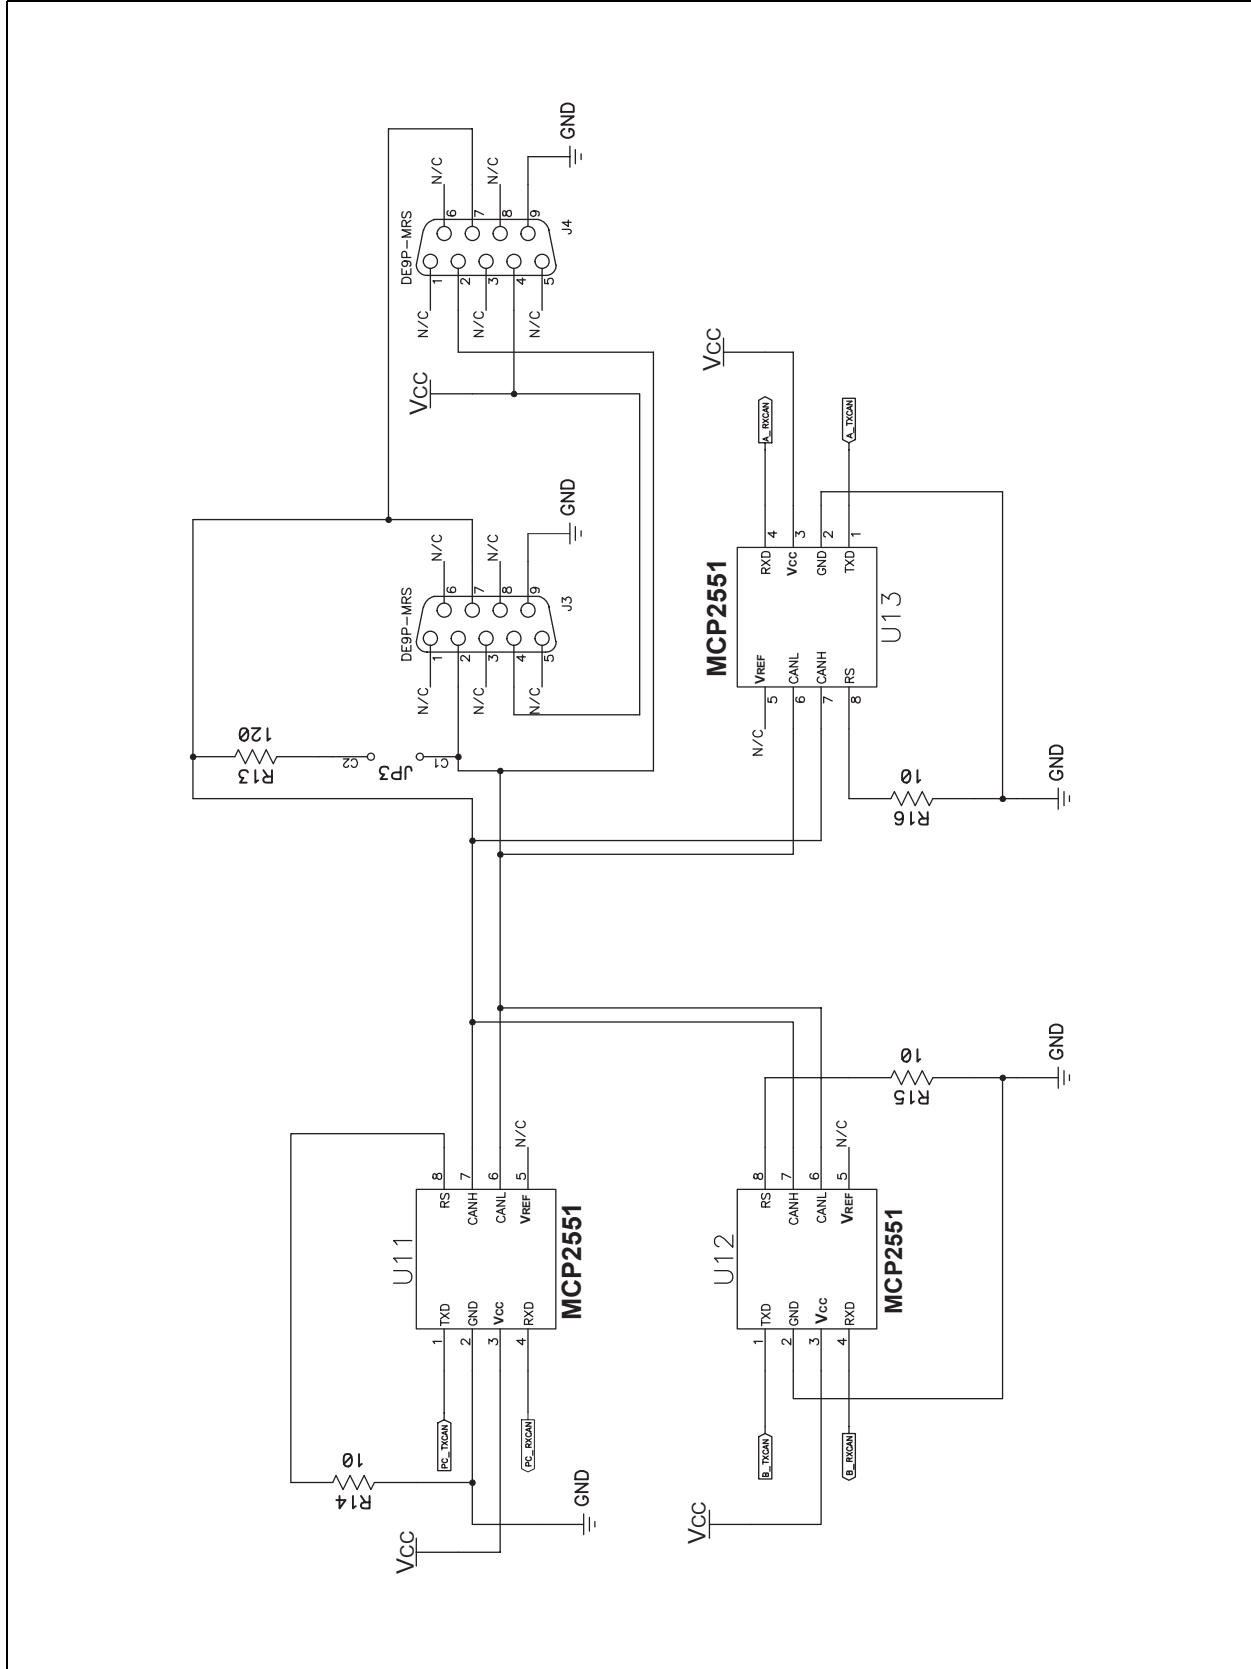 GND
N/C
N/C
6
7
8
9
DE9P-MRS
J4
1
2
3
4
5
N/C
N/C
N/C
VCC
VCC
A_RXCAN
A_TXCAN
GND
N/C
N/C
6
7
8
9
DE9P-MRS
J3
1
2
3
4
5
N/C
N/C
N/C
4
3
2
1
RXD
VCC
GND
TXD
MCP2551
U13
VREF
CANL
CANH
RS
5
6
7
8
N/C
R13
120
C2
JP3
C1
R16
10
GND
R15
10
GND
N/C
8
7
6
5
RS
CANH
CANL
VREF
U11
MCP2551
TXD
GND
VCC
RXD
1
2
3
4
PC_TXCAN
PC_RXCAN
R14
10
GND
VCC
N/C
8
7
6
5
RS
CANH
CANL
VREF
U12
MCP2551
TXD
GND
VCC
RXD
1
2
3
4
B_TXCAN
B_RXCAN
VCC